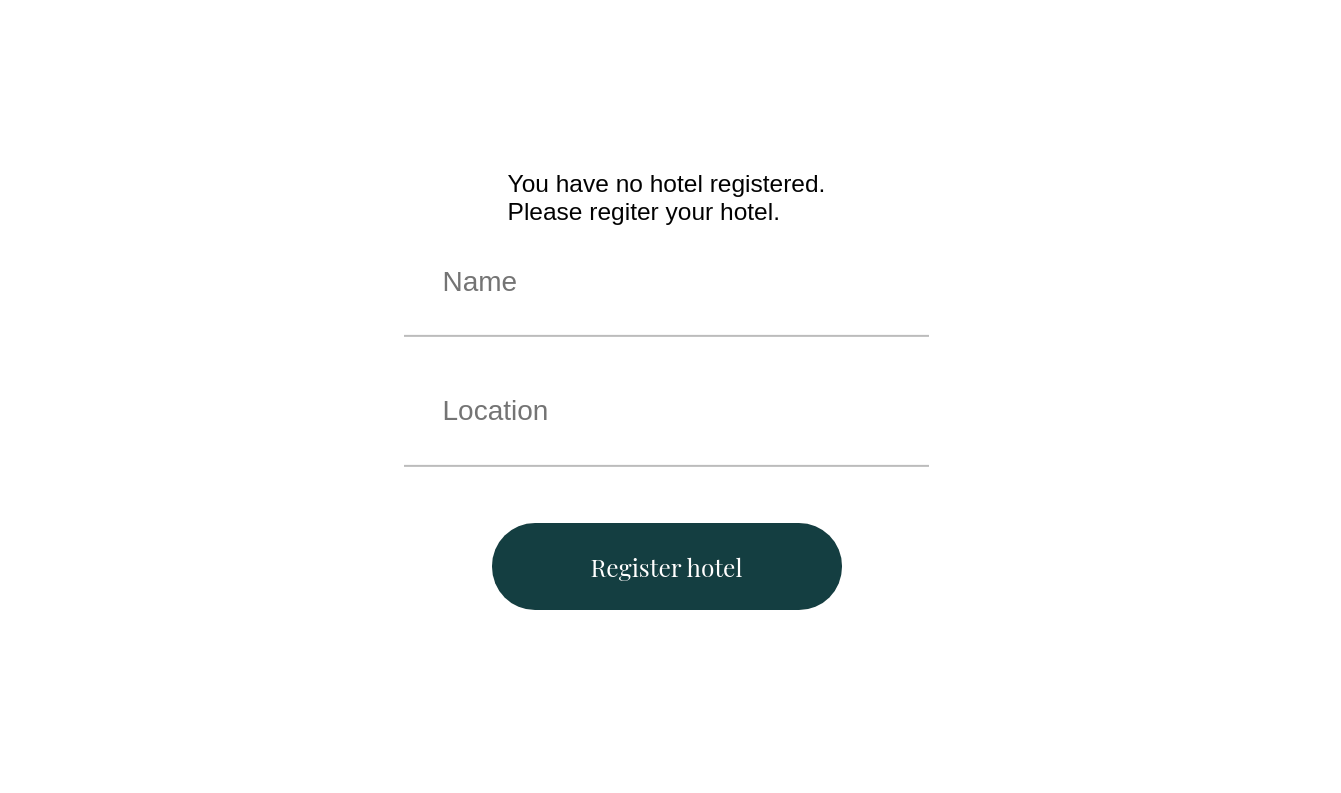 You have no hotel registered.
Please regiter your hotel.
Name
Location
Register hotel